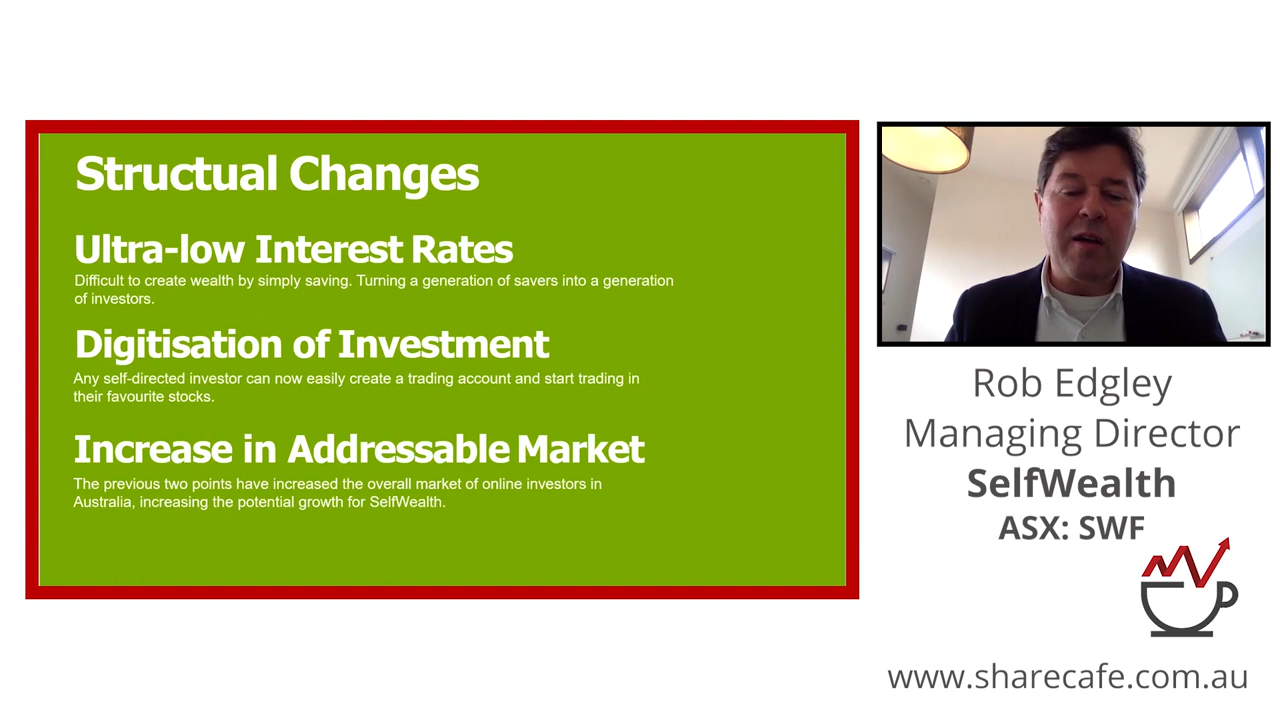 Structual Changes
Ultra-low Interest Rates
Difficult to create wealth by simply saving. Turning a generation of savers into a generation
of investors.
Digitisation of Investment
Any self-directed investor can now easily create a trading account and start trading in
their favourite stocks.
Increase in Addressable Market
The previous two points have increased the overall market of online investors in
Australia, increasing the potential growth for SelfWealth.
Rob Edgley
Managing Director
SelfWealth
ASX: SWF
www.sharecafe.com.au